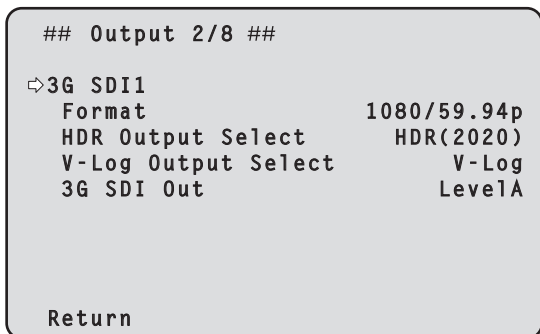 ## Output 2/8 ##
⇨3G SDI1
Format 1080/59.94p
HDR Output Select HDR(2020)
V-Log Output Select V-Log
3G SDI Out LevelA
Return